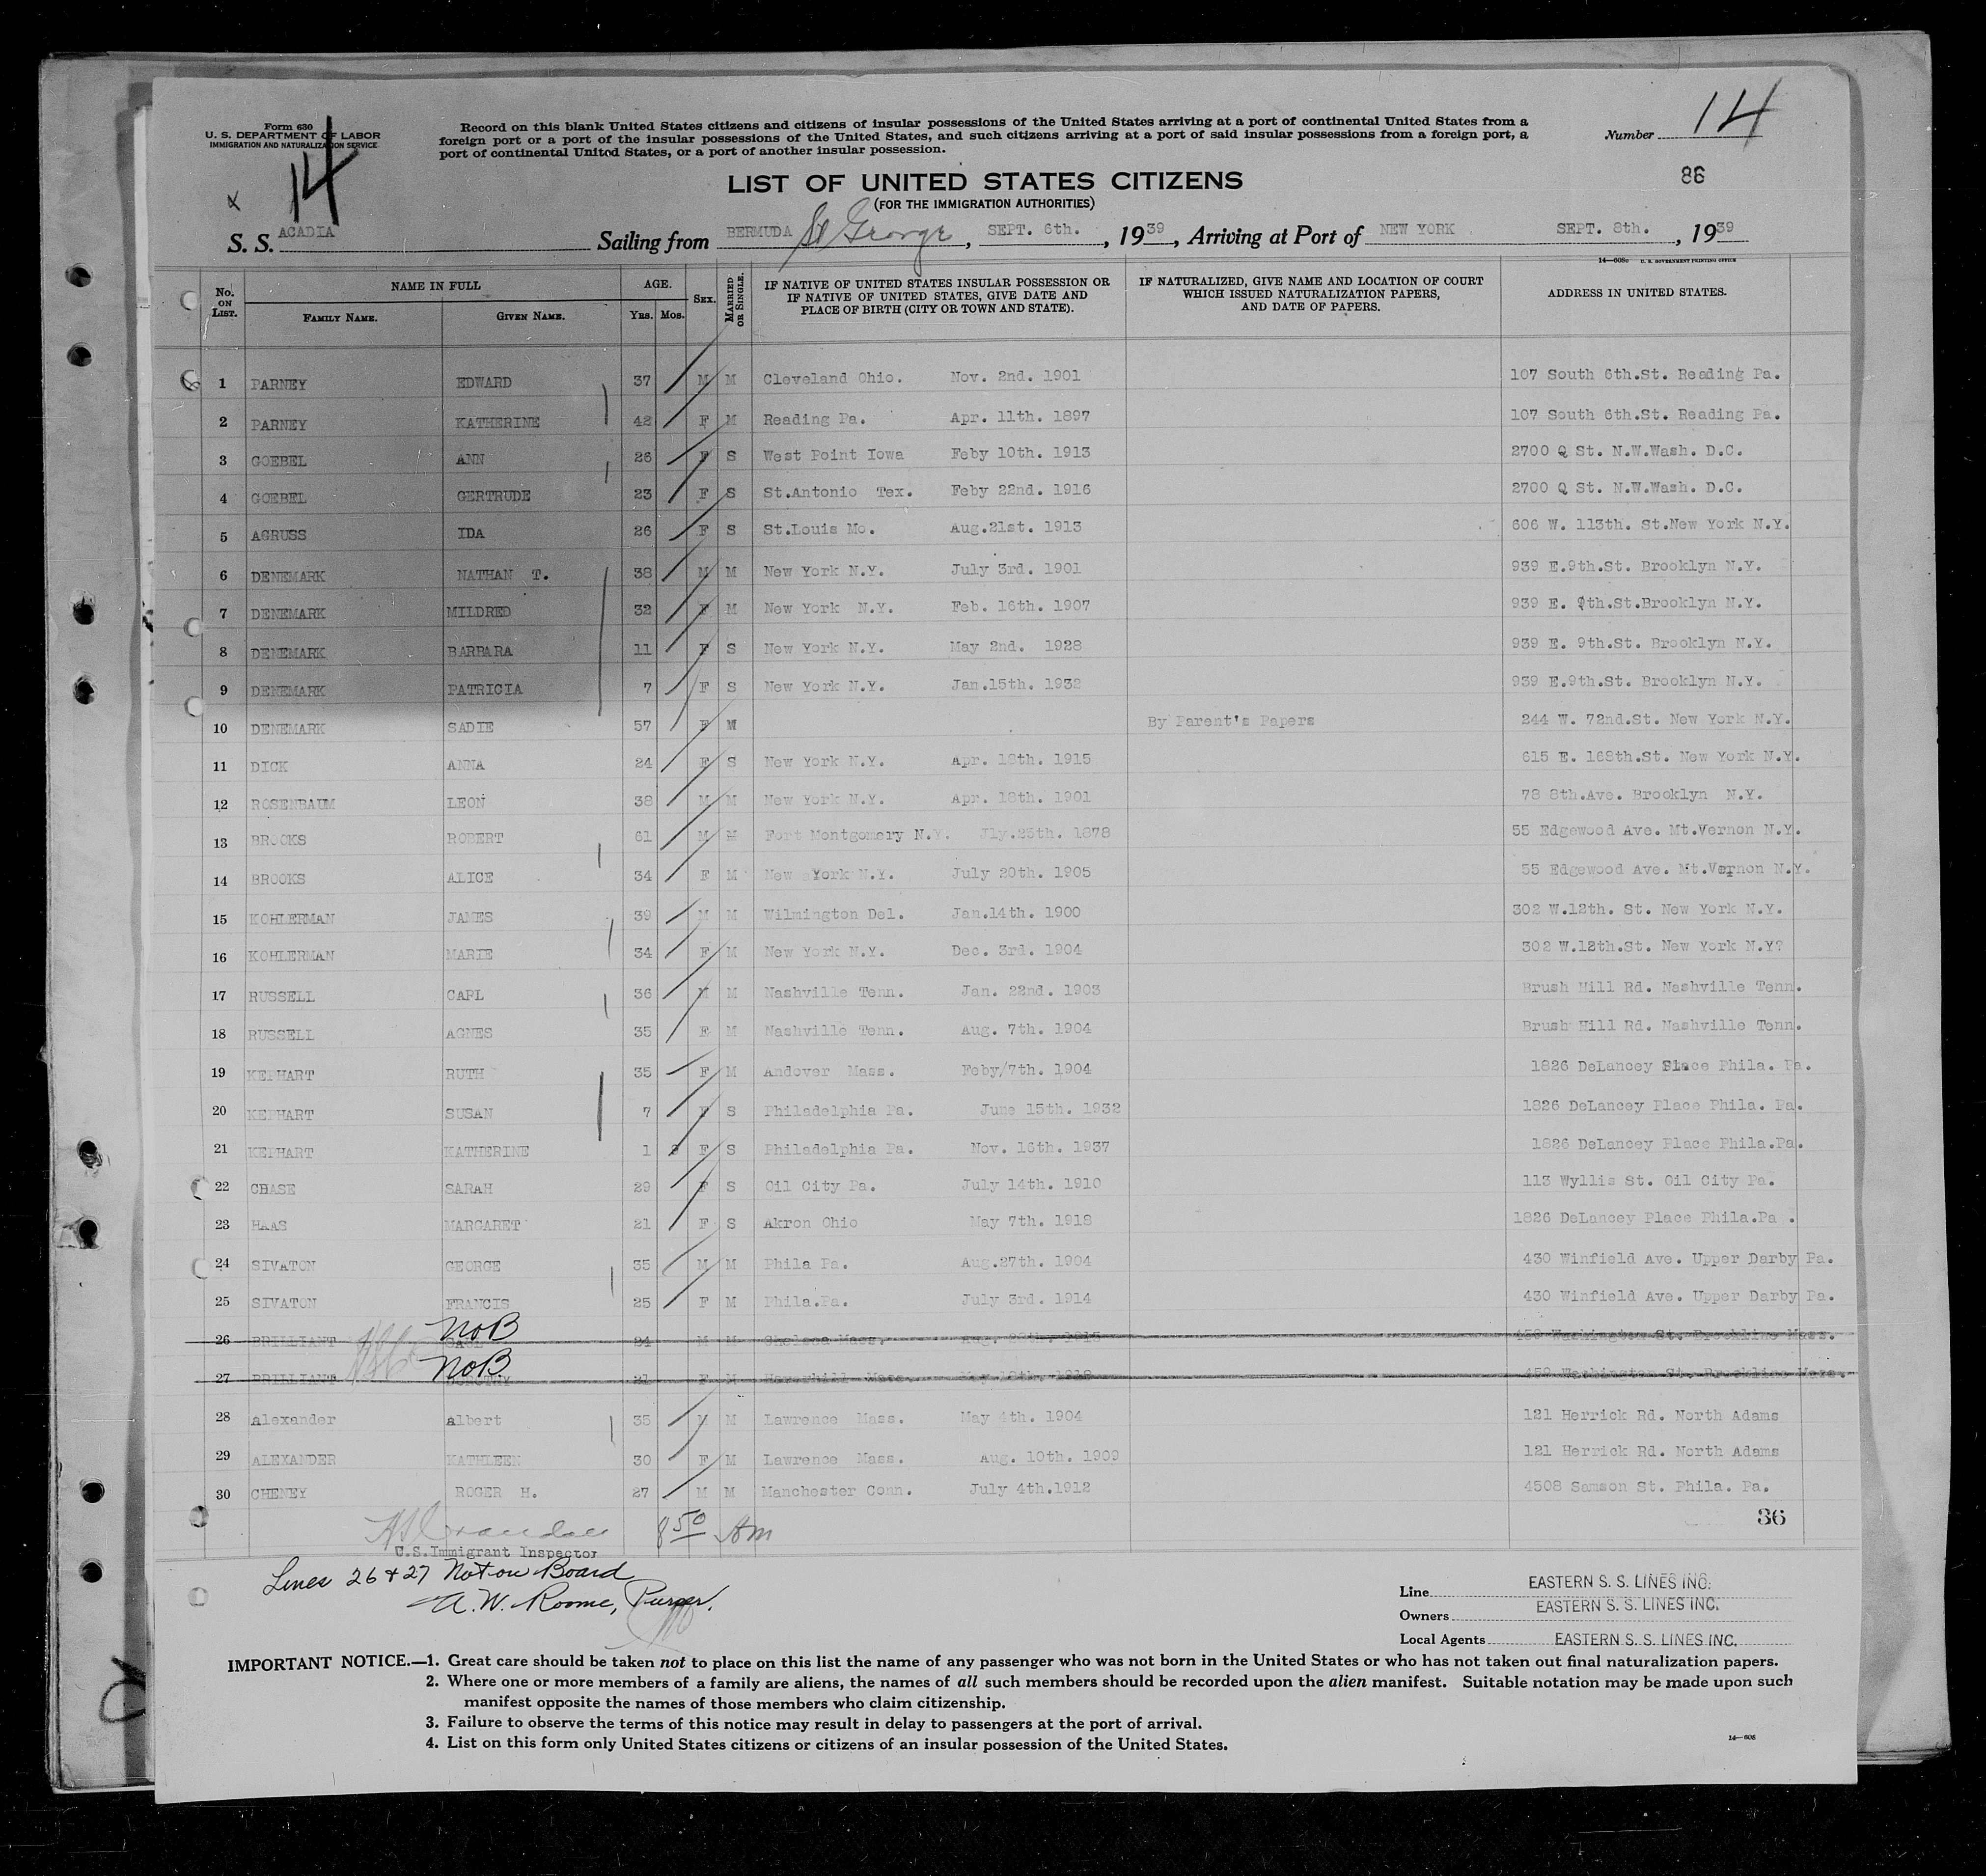 Form 630
U. S. DEPARTMENT OF LABOR
IMMIGRATION AND NATURALIZATION SERVICE
14
x
Record on this blank United States citizens and citizens of insular possessions of the United States arriving at a port of continental United States from a
foreign port or a port of the insular possessions of the United States, and such citizens arriving at a port of said insular possessions from a foreign port, a
port of continental United States, or a port of another insular possession.
Number 14
86
LIST OF UNITED STATES CITIZENS
(FOR THE IMMIGRATION AUTHORITIES)
S. S. ACADIA Sailing from BERMUDA St George, SEPT. 6th., 1939, Arriving at Port of NEW YORK. SEPT. 8th., 1939
14—608c U. S. GOVERNMENT PRINTING OFFICE
No. ON LIST. NAME IN FULL FAMILY NAME. GIVEN NAME. AGE. Yrs. Mos. SEX. MARRIED OR SINGLE. IF NATIVE OF UNITED STATES INSULAR POSSESSION OR IF NATIVE OF UNITED STATES, GIVE DATE AND PLACE OF BIRTH (CITY OR TOWN AND STATE). IF NATURALIZED, GIVE NAME AND LOCATION OF COURT WHICH ISSUED NATURALIZATION PAPERS, AND DATE OF PAPERS. ADDRESS IN UNITED STATES.
1 PARNEY EDWARD 37 M M Cleveland Ohio. Nov. 2nd. 1901 107 South 6th.St. Reading Pa.
2 PARNEY KATHERINE 42 F M Reading Pa. Apr. 11th. 1897 107 South 6th.St. Reading Pa.
3 GOEBEL ANN 26 F S West Point Iowa Feby 10th. 1913 2700 Q St. N.W.Wash. D.C.
4 GOEBEL GERTRUDE 23 F S St.Antonio Tex. Feby 22nd. 1916 2700 Q St. N.W.Wash. D.C.
5 AGRUSS IDA 26 F S St.Louis Mo. Aug.21st. 1913 606 W. 113th. St.New York N.Y.
6 DENEMARK NATHAN T. 38 M M New York N.Y. July 3rd. 1901 939 E.9th.St. Brooklyn N.Y.
7 DENEMARK MILDRED 32 F M New York N.Y. Feb. 16th. 1907 939 E. 9th.St.Brooklyn N.Y.
8 DENEMARK BARBARA 11 F S New York N.Y. May 2nd. 1928 939 E. 9th.St. Brooklyn N.Y.
9 DENEMARK PATRICIA 7 F S New York N.Y. Jan.15th. 1932 939 E.9th.St. Brooklyn N.Y.
10 DENEMARK SADIE 57 F M By Parent's Papers 244 W. 72nd.St. New York N.Y.
11 DICK ANNA 24 F S New York N.Y. Apr. 18th. 1915 615 E. 168th.St. New York N.Y.
12 ROSENBAUM LEON 38 M M New York N.Y. Apr. 18th. 1901 78 8th.Ave. Brooklyn N.Y.
13 BROOKS ROBERT 61 M M Fort Montgomery N.Y. Jly.25th. 1878 55 Edgewood Ave. Mt.Vernon N.Y.
14 BROOKS ALICE 34 F M New York N.Y. July 20th. 1905 55 Edgewood Ave. Mt.Vernon N.Y.
15 KOHLERMAN JAMES 39 M M Wilmington Del. Jan.14th. 1900 302 W.12th. St. New York N.Y.
16 KOHLERMAN MARIE 34 F M New York N.Y. Dec. 3rd. 1904 302 W.12th.St. New York N.Y?
17 RUSSELL CARL 36 M M Nashville Tenn. Jan. 22nd. 1903 Brush Hill Rd. Nashville Tenn.
18 RUSSELL AGNES 35 F M Nashville Tenn. Aug. 7th. 1904 Brush Hill Rd. Nashville Tenn.
19 KEPHART RUTH 35 F M Andover Mass. Feby/7th. 1904 1826 DeLancey Place Phila. Pa.
20 KEPHART SUSAN 7 F S Philadelphia Pa. June 15th. 1932 1826 DeLancey Place Phila. Pa.
21 KEPHART KATHERINE 1 F S Philadelphia Pa. Nov. 16th. 1937 1826 DeLancey Place Phila.Pa.
22 CHASE SARAH 29 F S Oil City Pa. July 14th. 1910 113 Wyllis St. Oil City Pa.
23 HAAS MARGARET 21 F S Akron Ohio May 7th. 1918 1826 DeLancey Place Phila.Pa .
24 SIVATON GEORGE 35 M M Phila Pa. Aug.27th. 1904 430 Winfield Ave. Upper Darby Pa.
25 SIVATON FRANCIS 25 F M Phila.Pa. July 3rd. 1914 430 Winfield Ave. Upper Darby Pa.
26 BRILLIANT NoB 24 M M Chelsea Mass. Aug. 1915 Washington St. Brookline Mass.
27 BRILLIANT NoB DOROTHY 21 F M Haverhill Mass. May 1918 Washington St. Brookline Mass.
28 alexander albert 35 M M Lawrence Mass. May 4th. 1904 121 Herrick Rd. North Adams
29 ALEXANDER KATHLEEN 30 F M Lawrence Mass. Aug. 10th. 1909 121 Herrick Rd. North Adams
30 CHENEY ROGER H. 27 M M Manchester Conn. July 4th.1912 4508 Samson St. Phila. Pa.
36
8 50 AM
U.S.Immigrant Inspector
Lines 26 & 27 Not on Board
A. W. Roome, Purser.
Line EASTERN S. S. LINES INC.
Owners EASTERN S. S. LINES INC.
Local Agents EASTERN S. S. LINES INC.
IMPORTANT NOTICE.—1. Great care should be taken not to place on this list the name of any passenger who was not born in the United States or who has not taken out final naturalization papers.
2. Where one or more members of a family are aliens, the names of all such members should be recorded upon the alien manifest. Suitable notation may be made upon such
manifest opposite the names of those members who claim citizenship.
3. Failure to observe the terms of this notice may result in delay to passengers at the port of arrival.
4. List on this form only United States citizens or citizens of an insular possession of the United States.
14—608